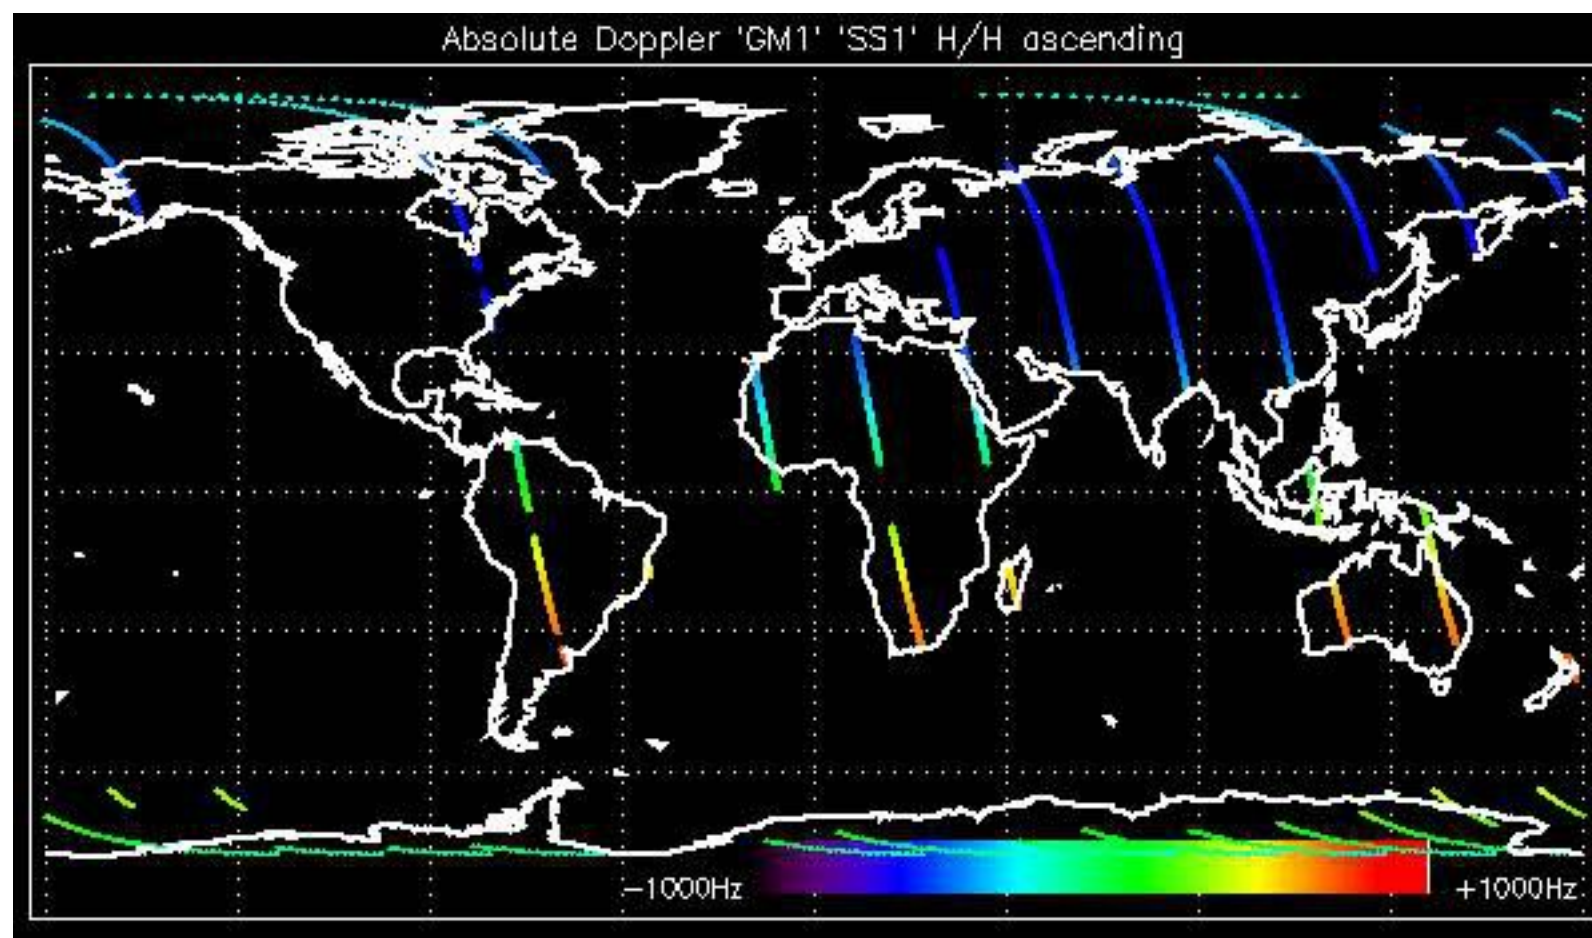 Absolute Doppler 'GM1' 'SS1' H/H ascending
−1000Hz
+1000Hz